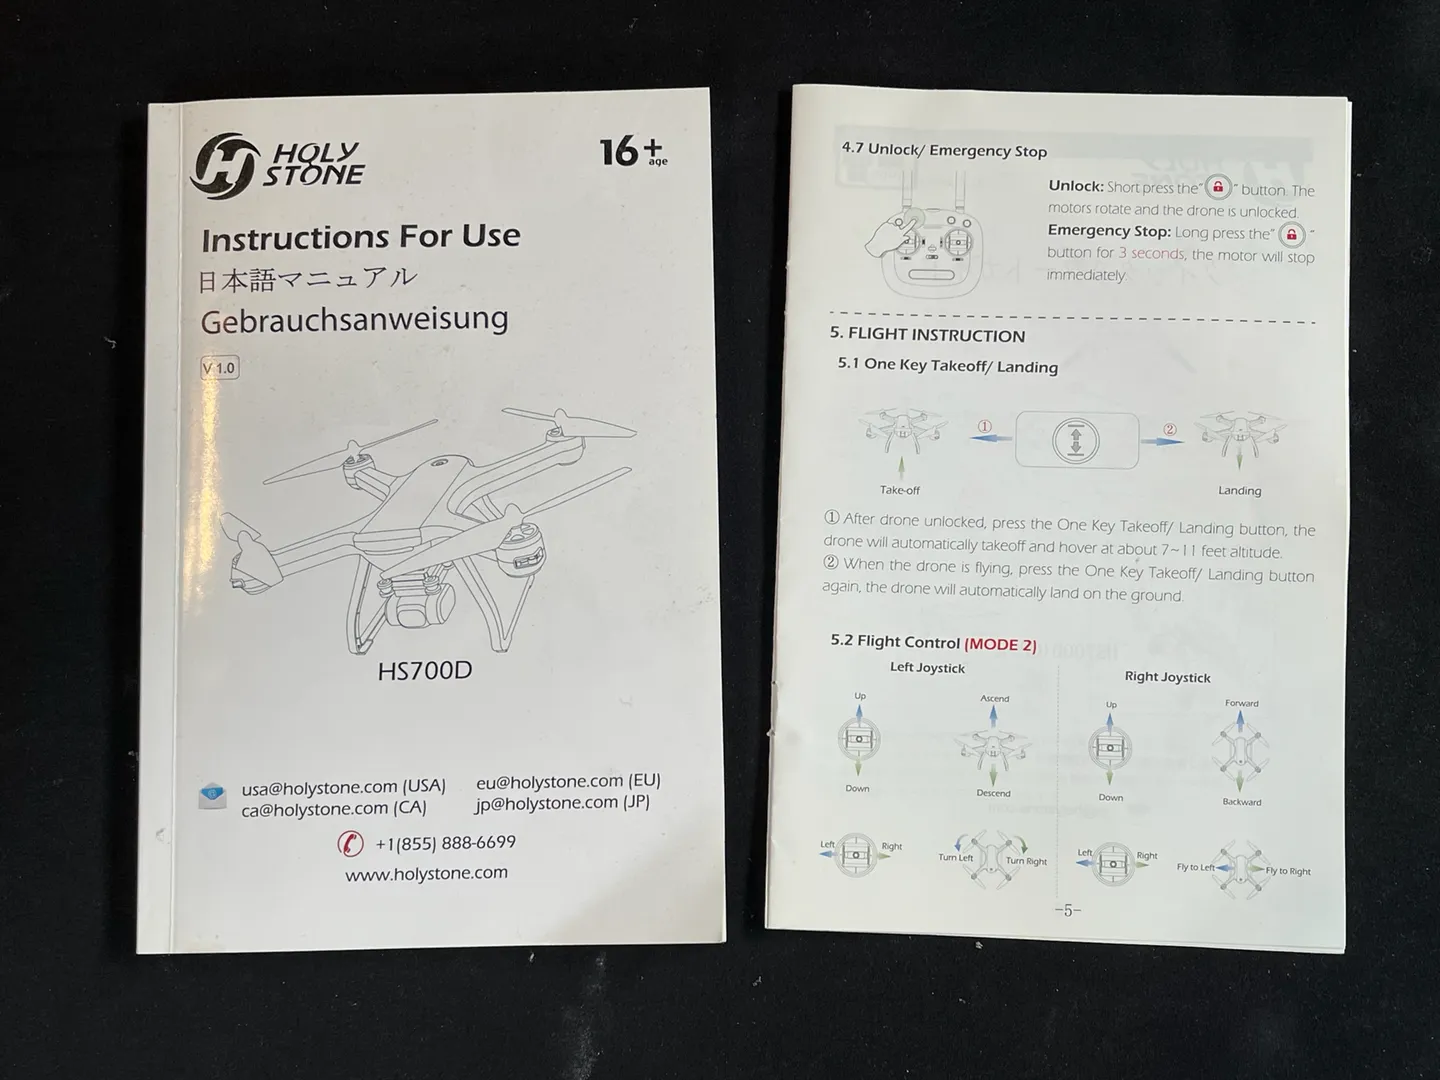 HOLY
STONE
16+
age
Instructions For Use
日本語マニュアル
Gebrauchsanweisung
V 1.0
HS700D
usa@holystone.com (USA)
eu@holystone.com (EU)
ca@holystone.com (CA)
jp@holystone.com (JP)
+1(855) 888-6699
www.holystone.com
4.7 Unlock/ Emergency Stop
Unlock: Short press the“ ” button. The
motors rotate and the drone is unlocked.
Emergency Stop: Long press the“ ”
button for 3 seconds, the motor will stop
immediately.
5. FLIGHT INSTRUCTION
5.1 One Key Takeoff/ Landing
① ②
Take-off
Landing
① After drone unlocked, press the One Key Takeoff/ Landing button, the
drone will automatically takeoff and hover at about 7~11 feet altitude.
② When the drone is flying, press the One Key Takeoff/ Landing button
again, the drone will automatically land on the ground.
5.2 Flight Control (MODE 2)
Left Joystick
Right Joystick
Up
Ascend
Up
Forward
Down
Descend
Down
Backward
Left
Right
Turn Left
Turn Right
Left
Right
Fly to Left
Fly to Right
-5-